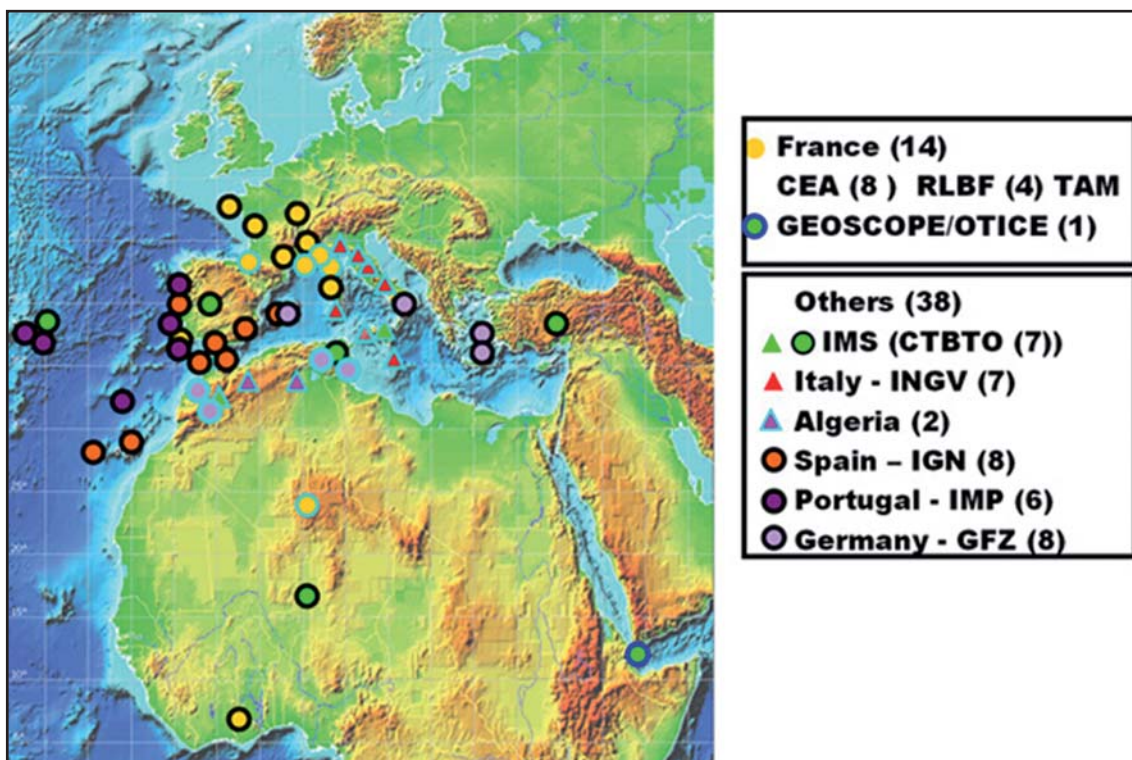 France (14)
CEA (8 ) RLBF (4) TAM
GEOSCOPE/OTICE (1)
Others (38)
IMS (CTBTO (7))
Italy - INGV (7)
Algeria (2)
Spain – IGN (8)
Portugal - IMP (6)
Germany - GFZ (8)